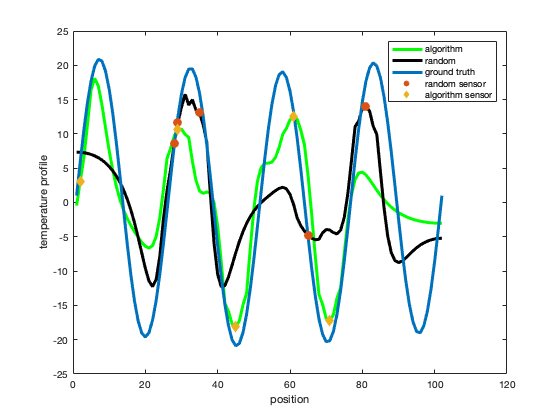 25
20
15
10
5
0
-5
-10
-15
-20
-25
temperature profile
algorithm
random
ground truth
random sensor
algorithm sensor
0 20 40 60 80 100 120
position